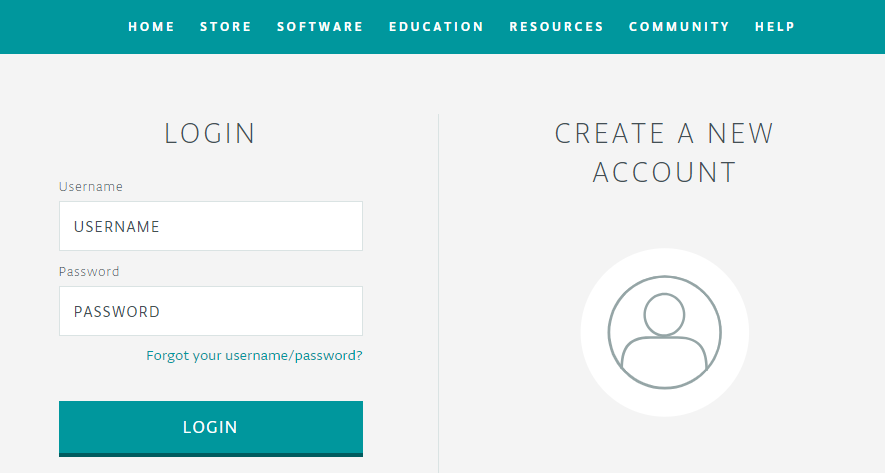 HOME STORE SOFTWARE EDUCATION RESOURCES COMMUNITY HELP
LOGIN
Username
USERNAME
Password
PASSWORD
Forgot your username/password?
LOGIN
CREATE A NEW
ACCOUNT